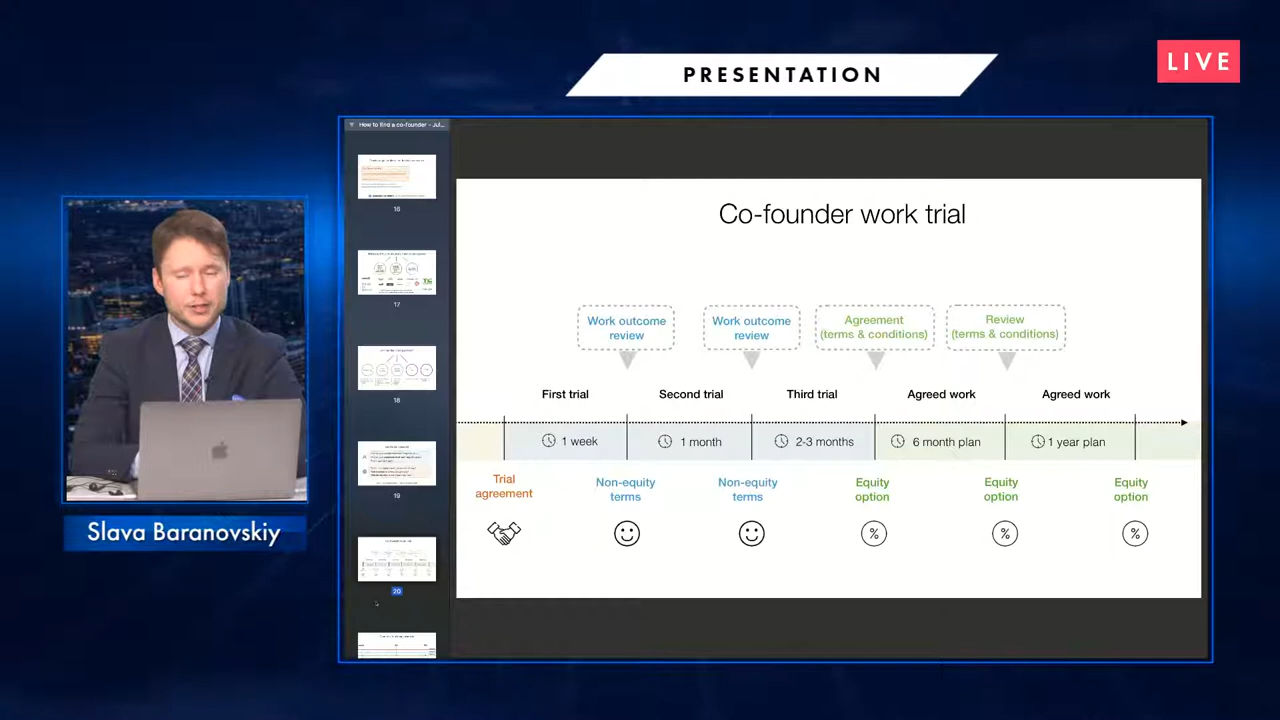 PRESENTATION
LIVE
How to find a co-founder - Jul...
16
17
18
19
20
Co-founder work trial
Work outcome
review
Work outcome
review
Agreement
(terms & conditions)
Review
(terms & conditions)
First trial
Second trial
Third trial
Agreed work
Agreed work
1 week
1 month
2-3 months
6 month plan
1 year plan
Trial
agreement
Non-equity
terms
Non-equity
terms
Equity
option
Equity
option
Equity
option
%
%
%
Slava Baranovskiy